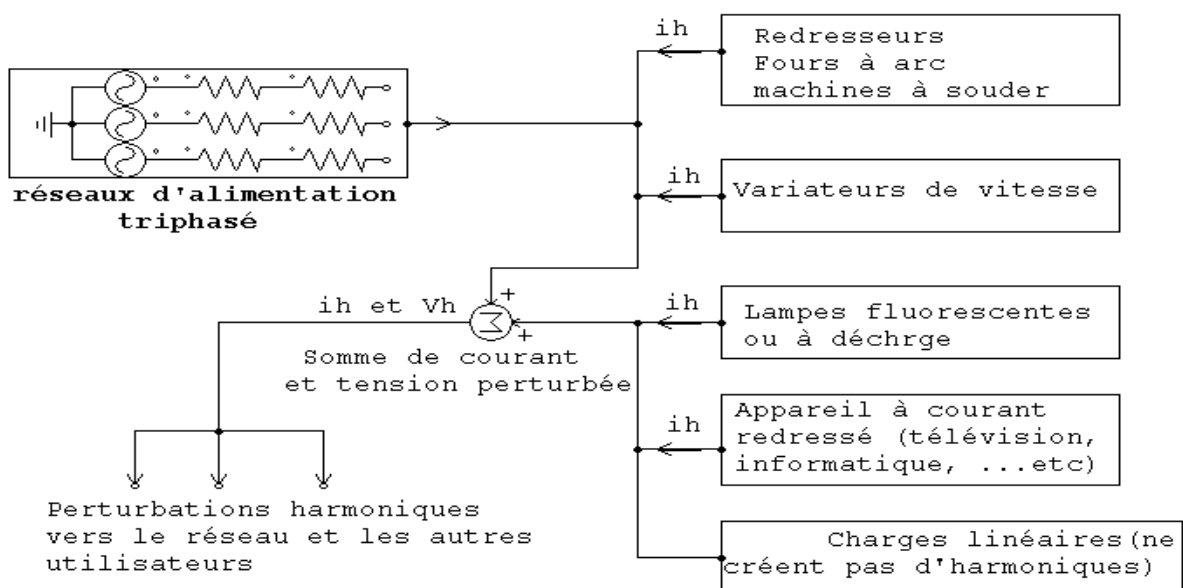 ih
Redresseurs
Fours à arc
machines à souder
réseaux d'alimentation
triphasé
ih
Variateurs de vitesse
ih et Vh
+
+
Somme de courant
et tension perturbée
ih
Lampes fluorescentes
ou à déchrge
ih
Appareil à courant
redressé (télévision,
informatique, ...etc)
Perturbations harmoniques
vers le réseau et les autres
utilisateurs
Charges linéaires(ne
créent pas d'harmoniques)